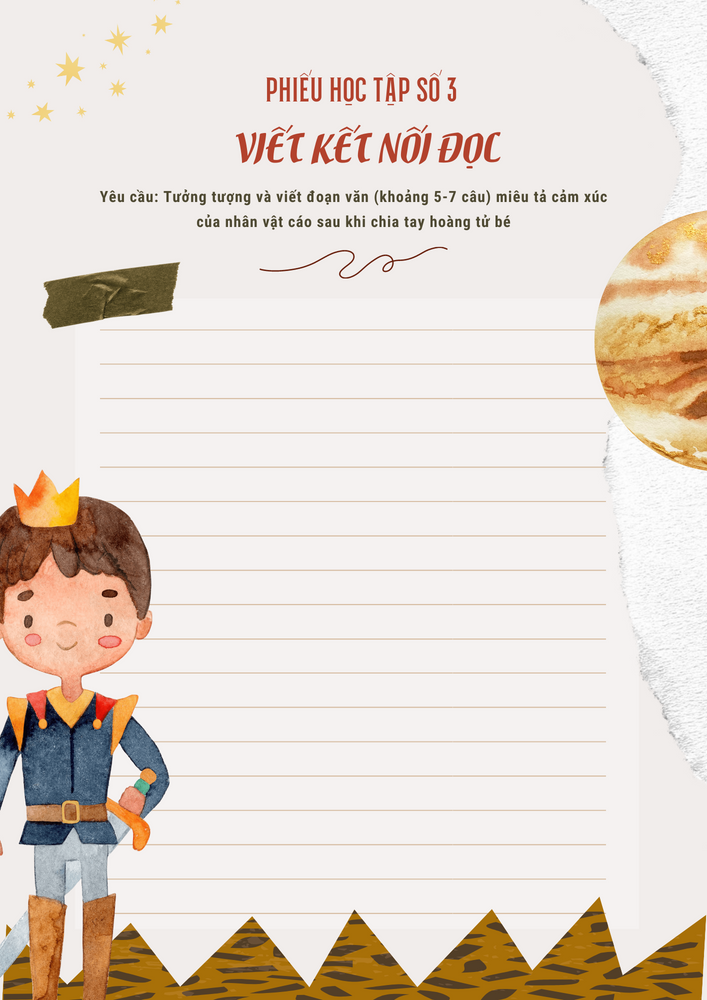 PHIẾU HỌC TẬP SỐ 3
VIẾT KẾT NỐI ĐỌC
Yêu cầu: Tưởng tượng và viết đoạn văn (khoảng 5-7 câu) miêu tả cảm xúc
của nhân vật cáo sau khi chia tay hoàng tử bé